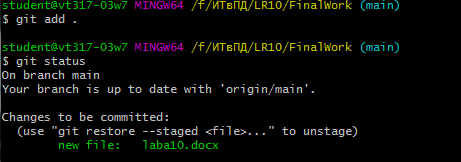 student@vt317-03w7 MINGW64 /f/ИТвПД/LR10/FinalWork (main)
$ git add .
student@vt317-03w7 MINGW64 /f/ИТвПД/LR10/FinalWork (main)
$ git status
On branch main
Your branch is up to date with 'origin/main'.
Changes to be committed:
(use "git restore --staged <file>..." to unstage)
new file: laba10.docx